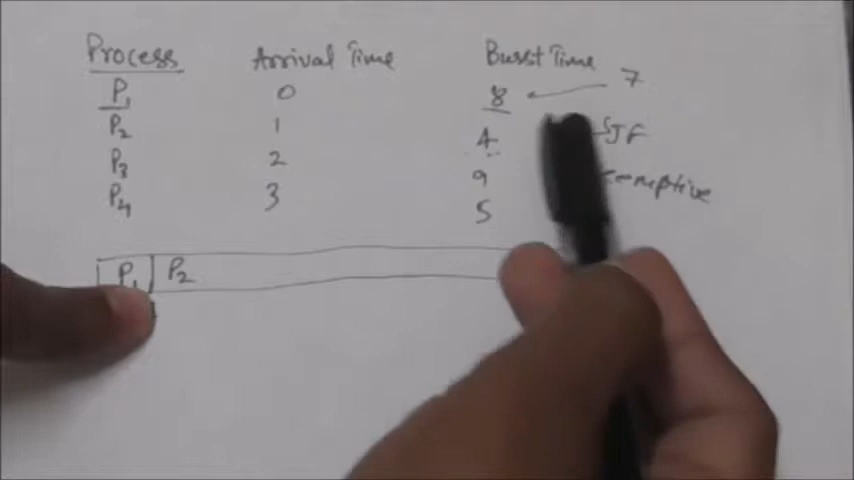 Process Arrival Time Burst Time
P1 0 8 7
P2 1 4 SJF
P3 2 9
P4 3 5
P1 P2